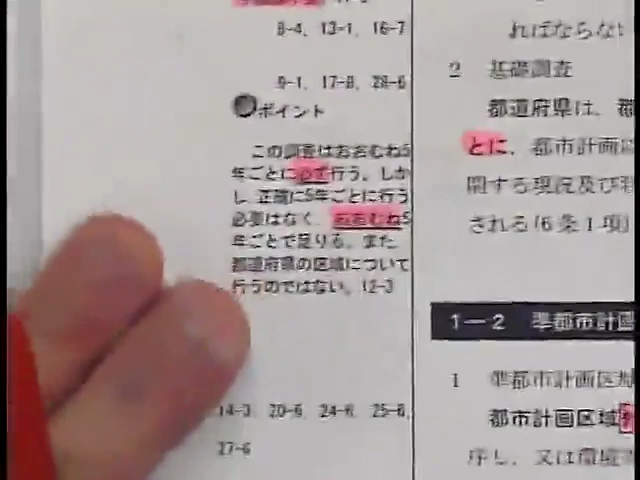 8-4、13-1、16-7
9-1、17-8、28-6
ポイント
この調査はおおむね5
年ごとに必ず行う。しか
し、正確に5年ごとに行う
必要はなく、おおむね5
年ごとで足りる。また
都道府県の区域について
行うのではない。12-3
14-3、20-6、24-6、25-6、
27-6
ればならない
2 基礎調査
都道府県は、都
とに、都市計画区
関する現況及び将
される(6条1項)
1-2 準都市計画
1 準都市計画区域
都市計画区域
序し、又は環境